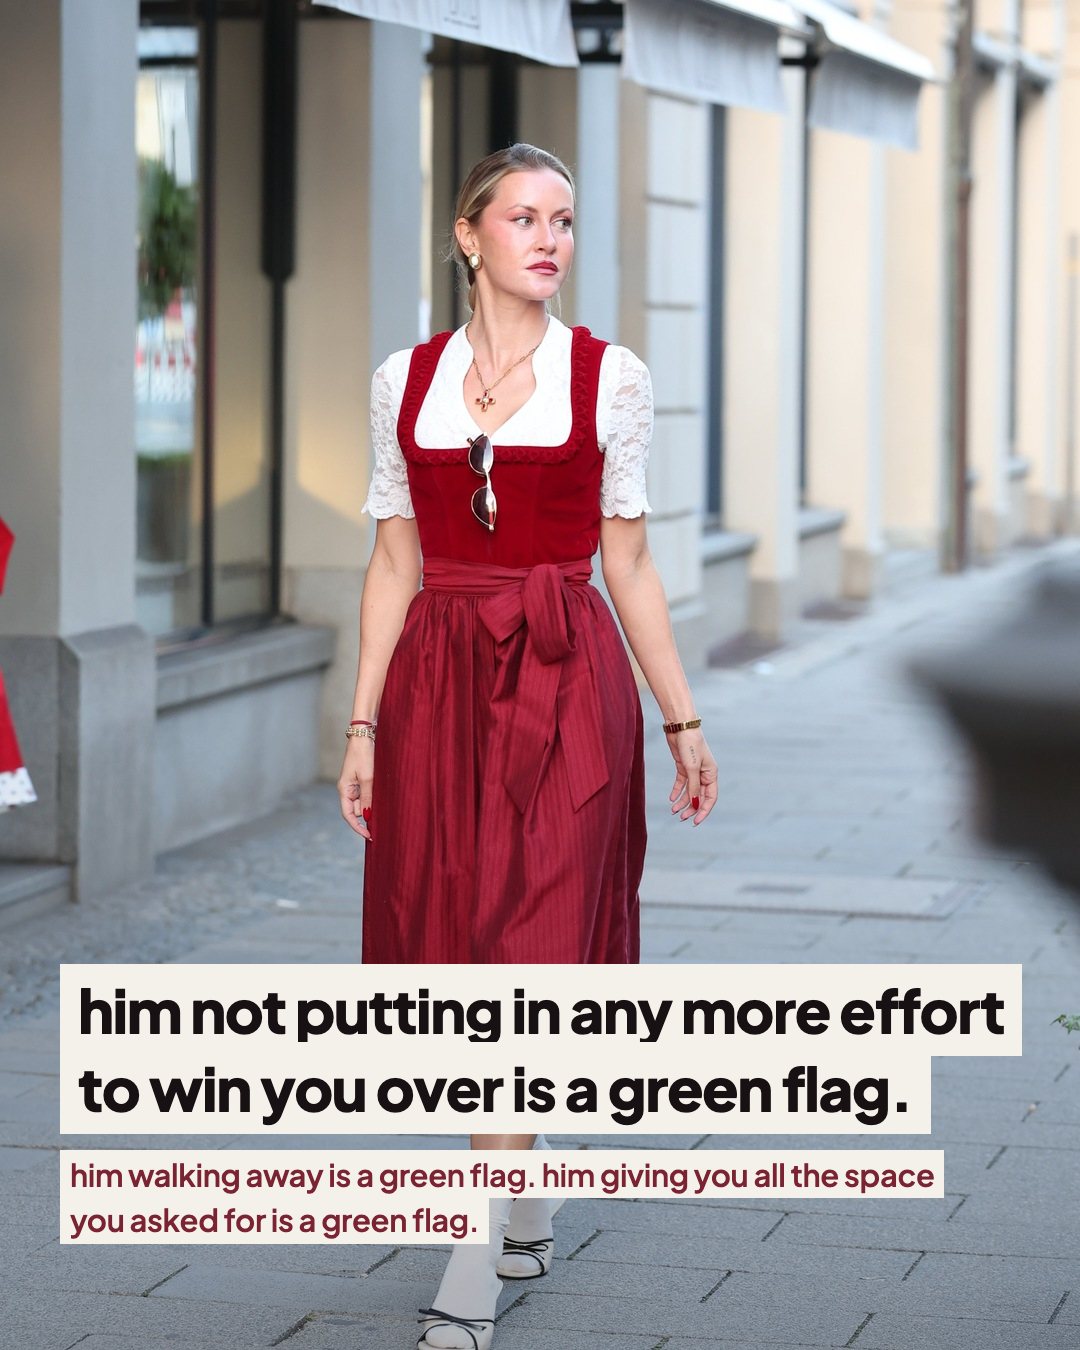 him not putting in any more effort
to win you over is a green flag.
him walking away is a green flag. him giving you all the space
you asked for is a green flag.